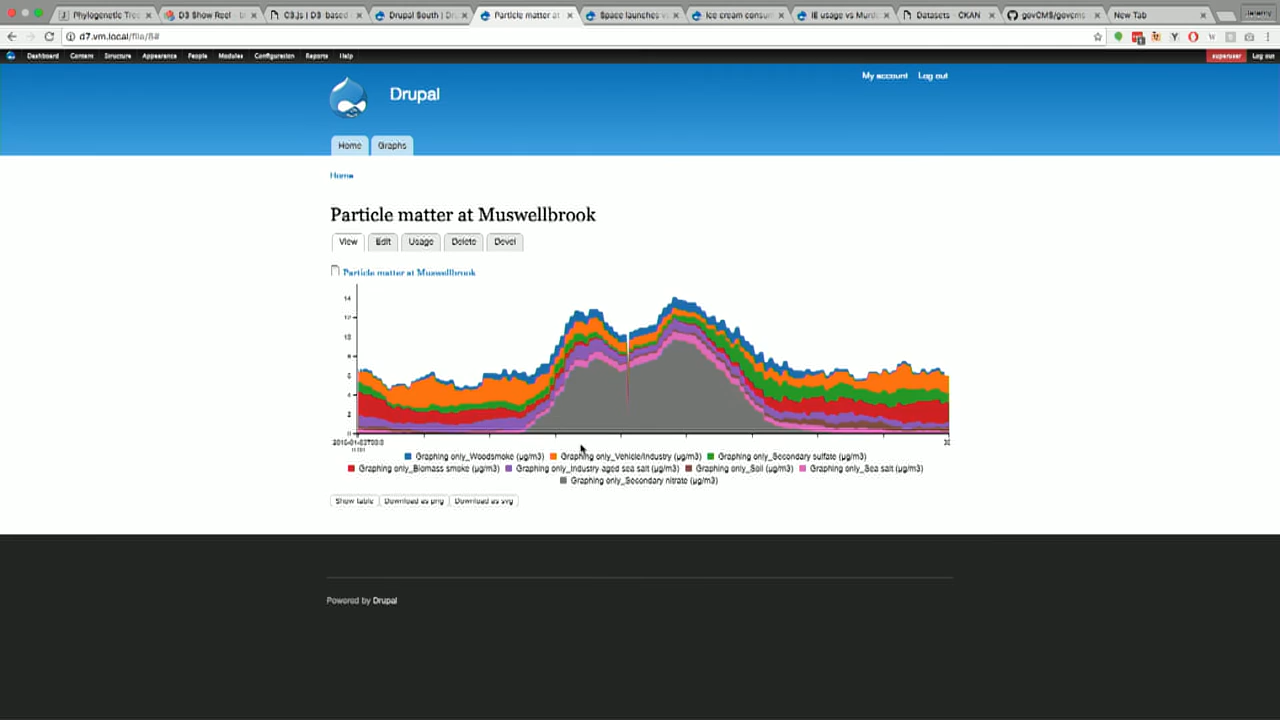 Phylogenetic Tre
D3 Show Reel - b
C3.js | D3-based
Drupal South | Dru
Particle matter at
Space launches v
Ice cream consum
IE usage vs Murd
Datasets - CKAN
govCMS/govcms
New Tab
Jeremy
d7.vm.local/file/8#
Dashboard Content Structure Appearance People Modules Configuration Reports Help
superuser Log out
My account Log out
Drupal
Home Graphs
Home
Particle matter at Muswellbrook
View Edit Usage Delete Devel
Particle matter at Muswellbrook
14
12
10
8
6
4
2
0
Graphing only_Woodsmoke (µg/m3) Graphing only_Vehicle/Industry (µg/m3) Graphing only_Secondary sulfate (µg/m3)
Graphing only_Biomass smoke (µg/m3) Graphing only_Industry aged sea salt (µg/m3) Graphing only_Soil (µg/m3) Graphing only_Sea salt (µg/m3)
Graphing only_Secondary nitrate (µg/m3)
Show table Download as png Download as svg
Powered by Drupal